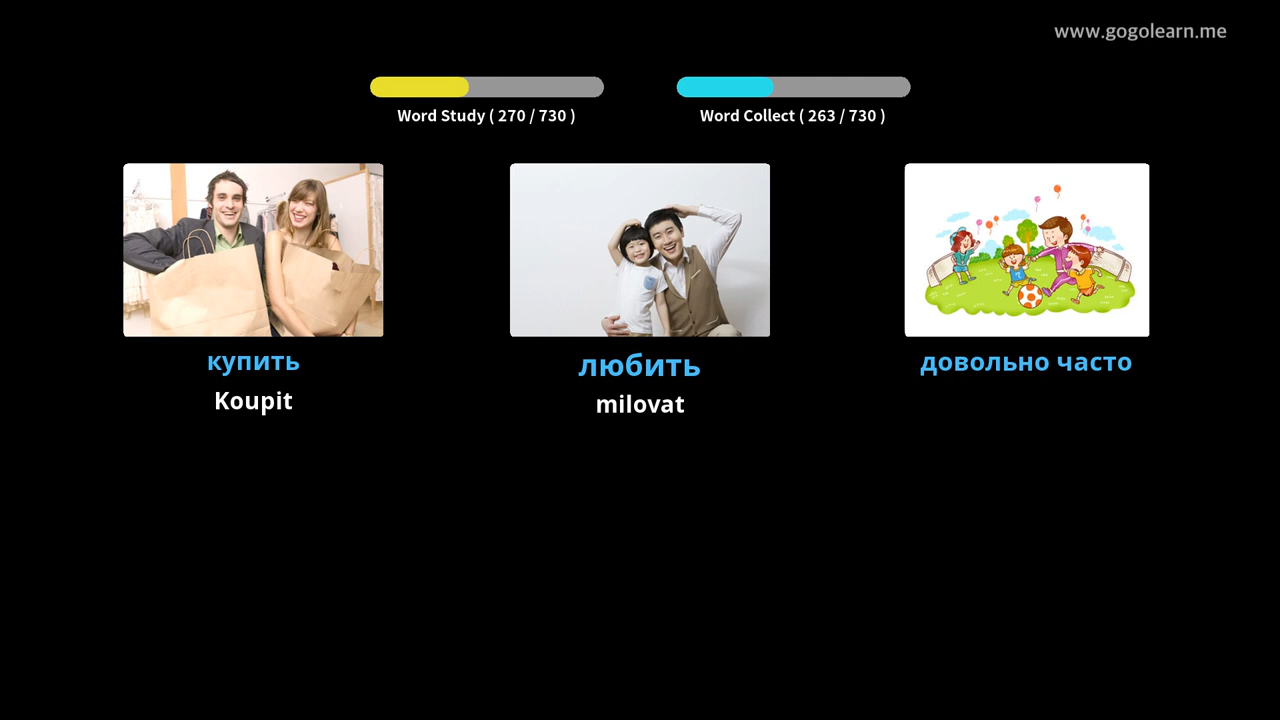 www.gogolearn.me
Word Study ( 270 / 730 )
Word Collect ( 263 / 730 )
купить
Koupit
любить
milovat
довольно часто